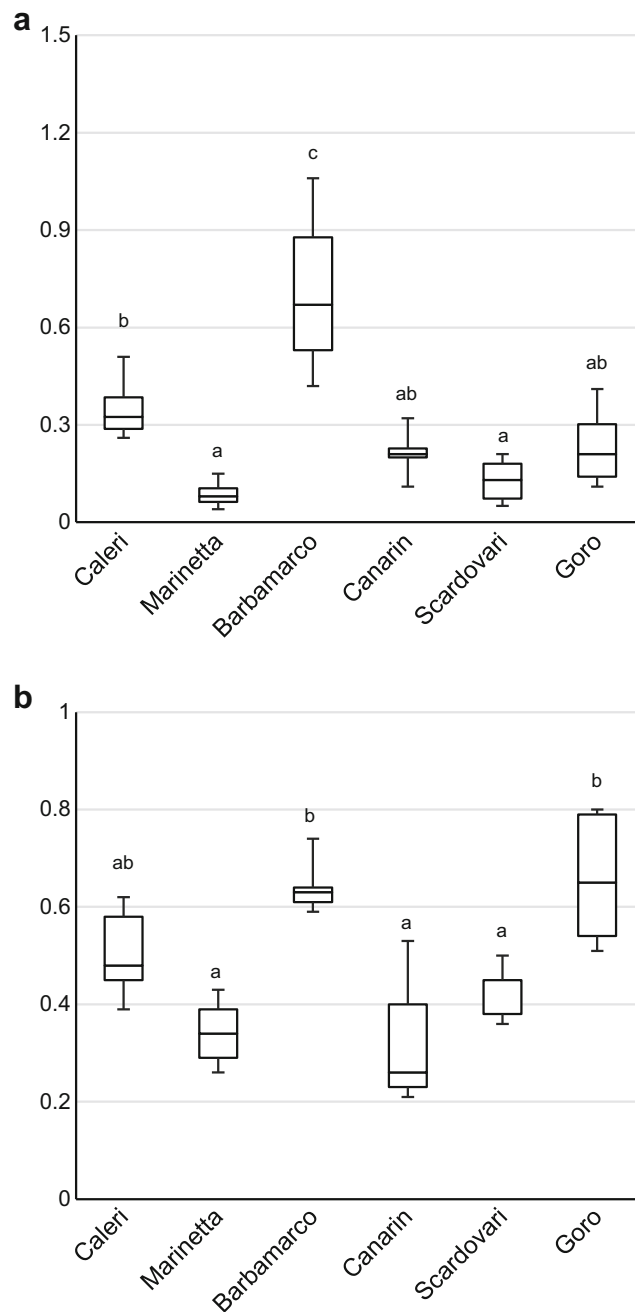 a
1.5
1.2
c
0.9
0.6
b
ab
ab
0.3
a
a
0
Caleri
Marinetta
Barbamarco
Canarin
Scardovari
Goro
b
1
0.8
b
b
ab
0.6
a
a
a
0.4
0.2
0
Caleri
Marinetta
Barbamarco
Canarin
Scardovari
Goro